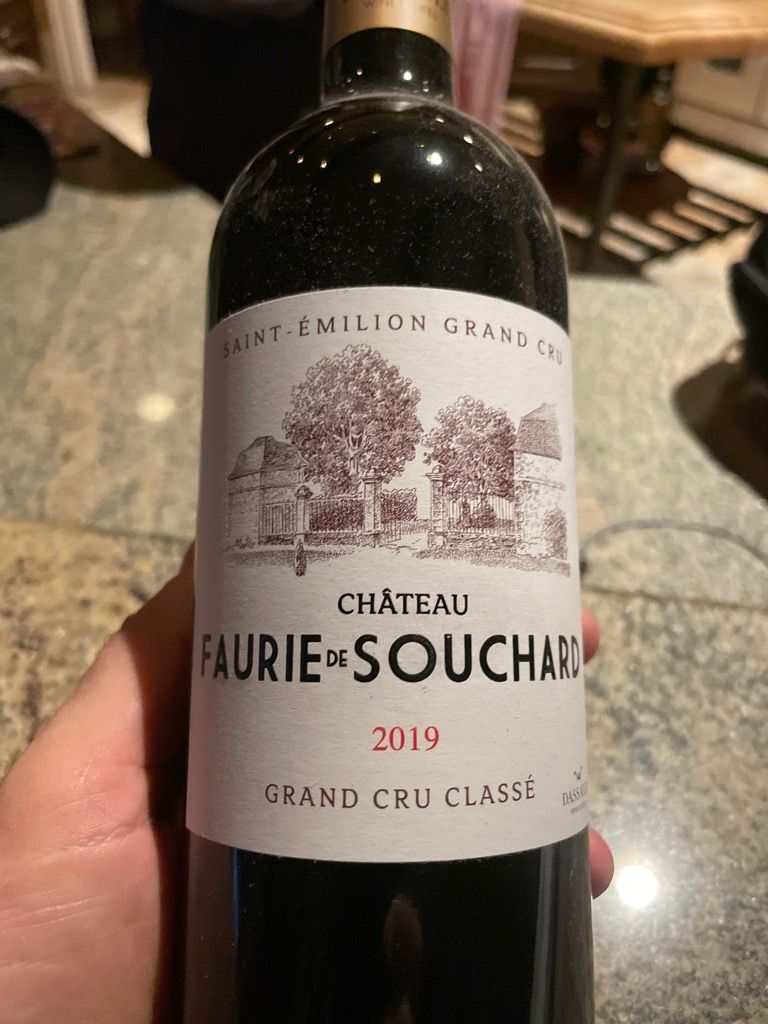 SAINT-ÉMILION GRAND CRU
CHÂTEAU
FAURIE DE SOUCHARD
2019
GRAND CRU CLASSÉ